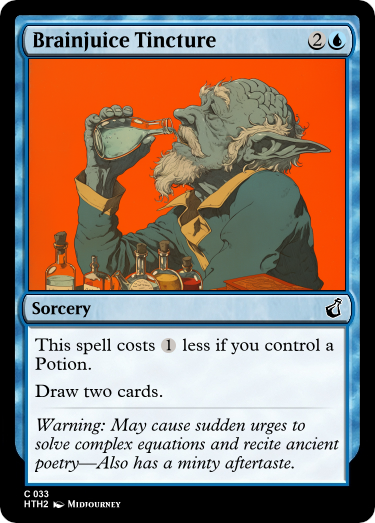 Brainjuice Tincture 2
Sorcery
This spell costs 1 less if you control a
Potion.
Draw two cards.
Warning: May cause sudden urges to
solve complex equations and recite ancient
poetry—Also has a minty aftertaste.
C 033
HTH2 Midjourney